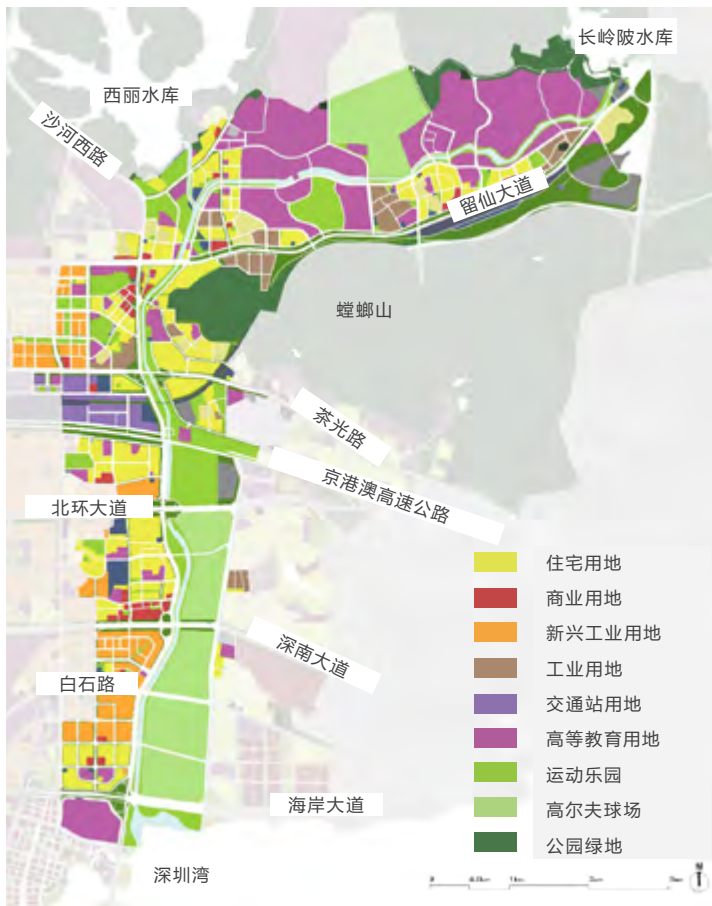 长岭陂水库
西丽水库
沙河西路
留仙大道
螳螂山
茶光路
京港澳高速公路
北环大道
住宅用地
商业用地
新兴工业用地
深南大道
工业用地
白石路
交通站用地
高等教育用地
运动乐园
海岸大道
高尔夫球场
公园绿地
深圳湾